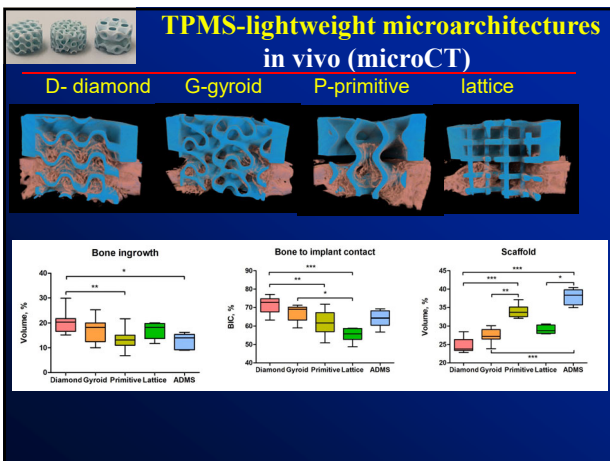 TPMS-lightweight microarchitectures
in vivo (microCT)
D- diamond G-gyroid P-primitive lattice
Bone ingrowth
Volume, %
40
30
20
10
0
*
**
Diamond Gyroid Primitive Lattice ADMS
Bone to implant contact
BIC, %
90
80
70
60
50
40
***
**
*
Diamond Gyroid Primitive Lattice ADMS
Scaffold
Volume, %
45
40
35
30
25
20
***
*** *
**
***
Diamond Gyroid Primitive Lattice ADMS